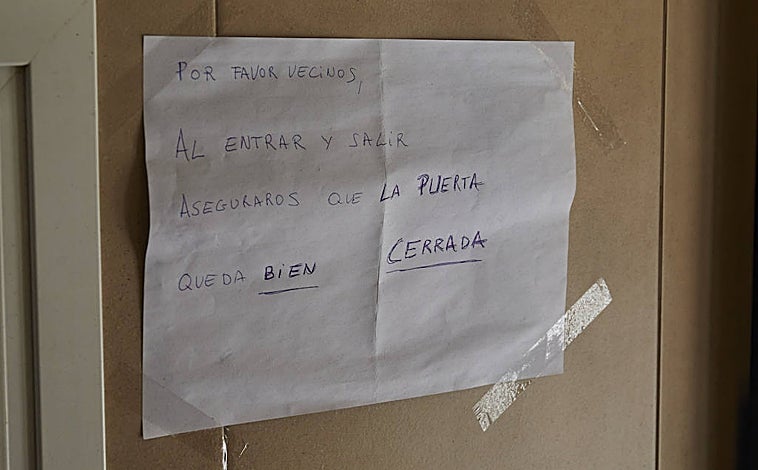 POR FAVOR VECINOS,
AL ENTRAR Y SALIR
ASEGURAROS QUE LA PUERTA
QUEDA BIEN CERRADA